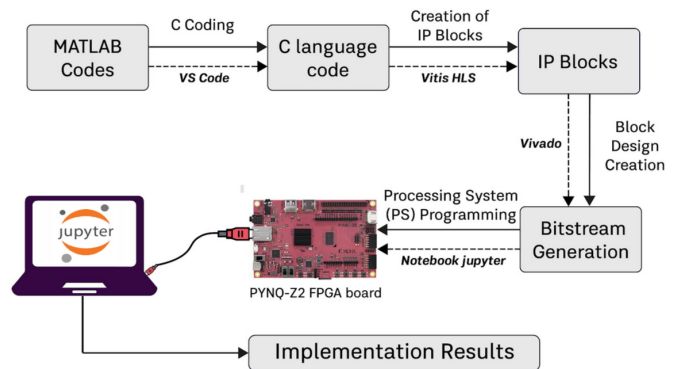 MATLAB
Codes
C Coding
VS Code
C language
code
Creation of
IP Blocks
Vitis HLS
IP Blocks
Vivado
Block
Design
Creation
Bitstream
Generation
Processing System
(PS) Programming
Notebook jupyter
PYNQ-Z2 FPGA board
jupyter
Implementation Results